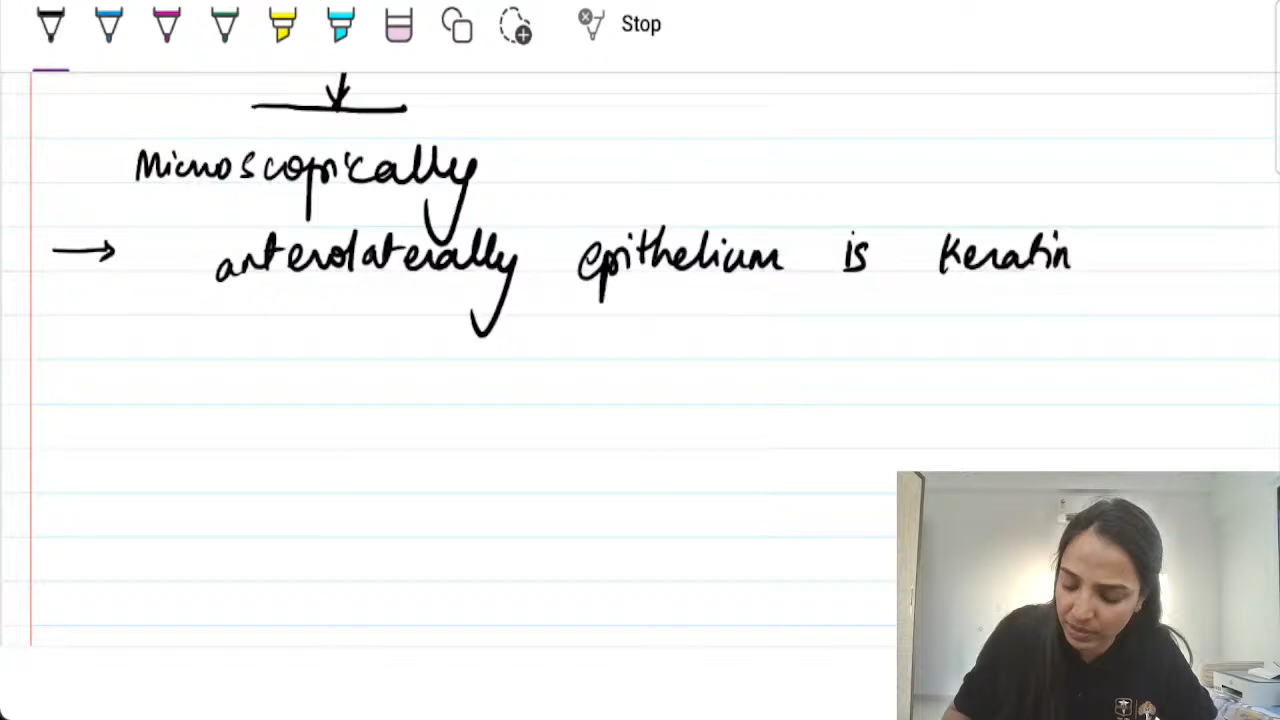 Stop
Microscopically
→ anterolaterally epithelium is keratin